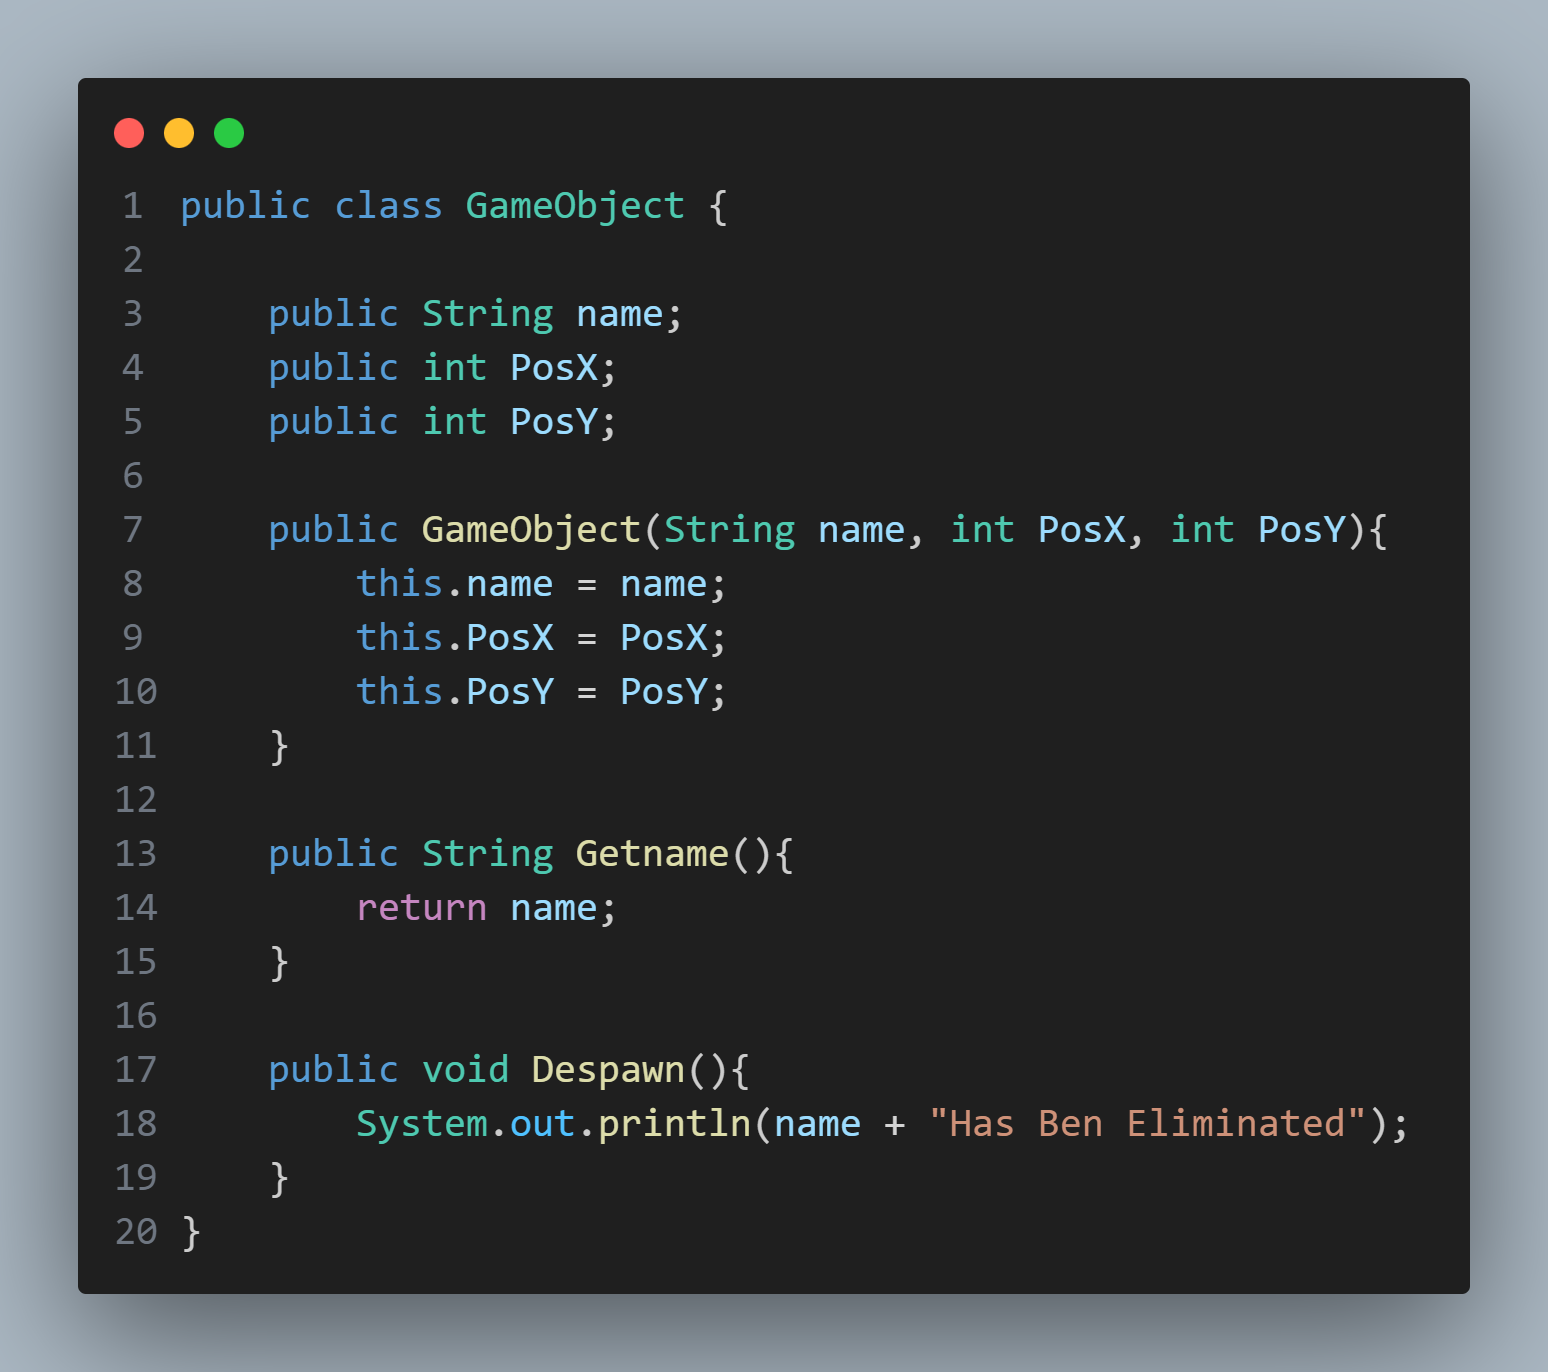 1 public class GameObject {
2
3     public String name;
4     public int PosX;
5     public int PosY;
6
7     public GameObject(String name, int PosX, int PosY){
8         this.name = name;
9         this.PosX = PosX;
10         this.PosY = PosY;
11     }
12
13     public String Getname(){
14         return name;
15     }
16
17     public void Despawn(){
18         System.out.println(name + "Has Ben Eliminated");
19     }
20 }